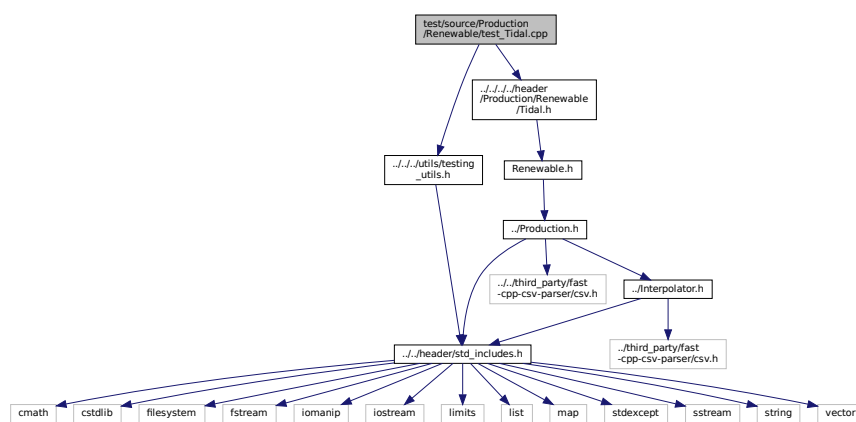 test/source/Production
/Renewable/test_Tidal.cpp
../../../../header
/Production/Renewable
/Tidal.h
../../../utils/testing
_utils.h
Renewable.h
../Production.h
../../third_party/fast
-cpp-csv-parser/csv.h
../Interpolator.h
../third_party/fast
-cpp-csv-parser/csv.h
../../header/std_includes.h
cmath
cstdlib
filesystem
fstream
iomanip
iostream
limits
list
map
stdexcept
sstream
string
vector